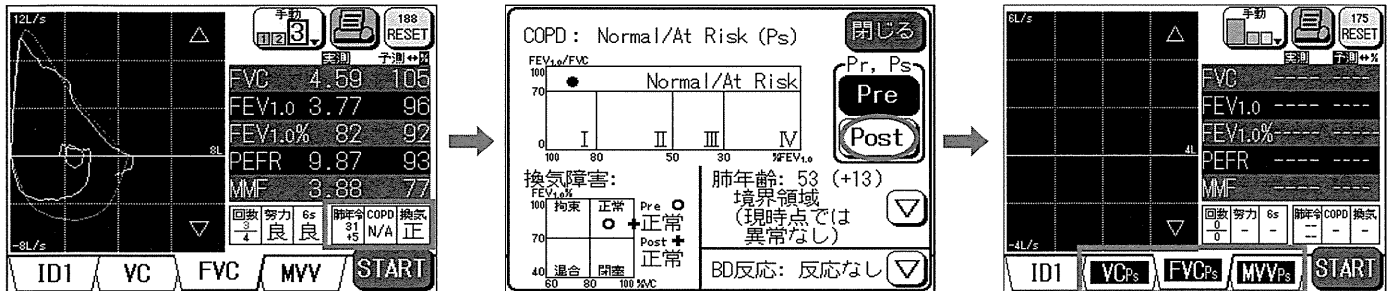 12L/s
手動
1 2 3
188
RESET
実測 予測↔%
FVC 4.59 105
FEV1.0 3.77 96
FEV1.0% 82 92
PEFR 9.87 93
MMF 3.88 77
8L
-8L/s
回数 努力 6s
3/4 良 良
肺年令 COPD 換気
31 +5 N/A 正
ID1 VC FVC MVV START
COPD: Normal/At Risk (Ps)
閉じる
FEV1.0/FVC
100
Normal/At Risk
70
0
I II III IV
100 80 50 30 %FEV1.0
Pr, Ps
Pre
Post
換気障害:
FEV1.0%
100 拘束 正常
70
40 混合 閉塞
60 80 100 %VC
Pre O
正常
Post +
正常
肺年齢: 53 (+13)
境界領域
(現時点では
異常なし)
BD反応: 反応なし
6L/s
手動
175
RESET
実測 予測↔%
FVC ---- ----
FEV1.0 ---- ----
FEV1.0% ---- ----
PEFR ---- ----
MMF ---- ----
4L
-4L/s
回数 努力 6s
0/0 - -
肺年令 COPD 換気
-- -- - -
ID1 VCPs FVCPs MVVPs START